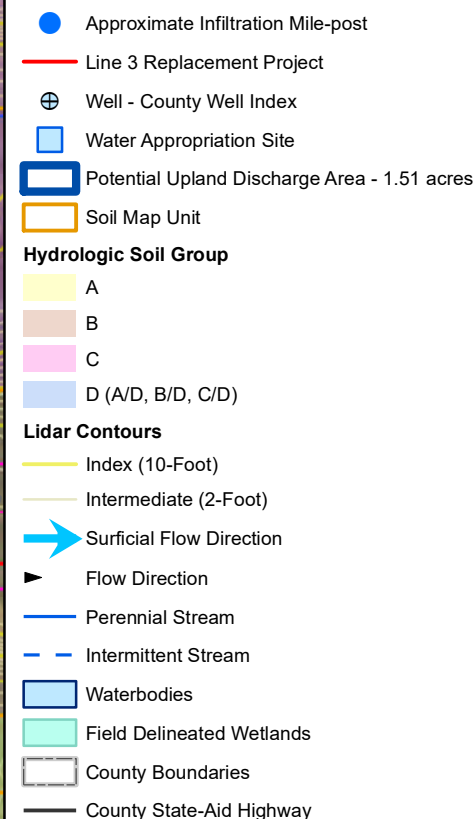 Approximate Infiltration Mile-post
Line 3 Replacement Project
Well - County Well Index
Water Appropriation Site
Potential Upland Discharge Area - 1.51 acres
Soil Map Unit
Hydrologic Soil Group
A
B
C
D (A/D, B/D, C/D)
Lidar Contours
Index (10-Foot)
Intermediate (2-Foot)
Surficial Flow Direction
Flow Direction
Perennial Stream
Intermittent Stream
Waterbodies
Field Delineated Wetlands
County Boundaries
County State-Aid Highway